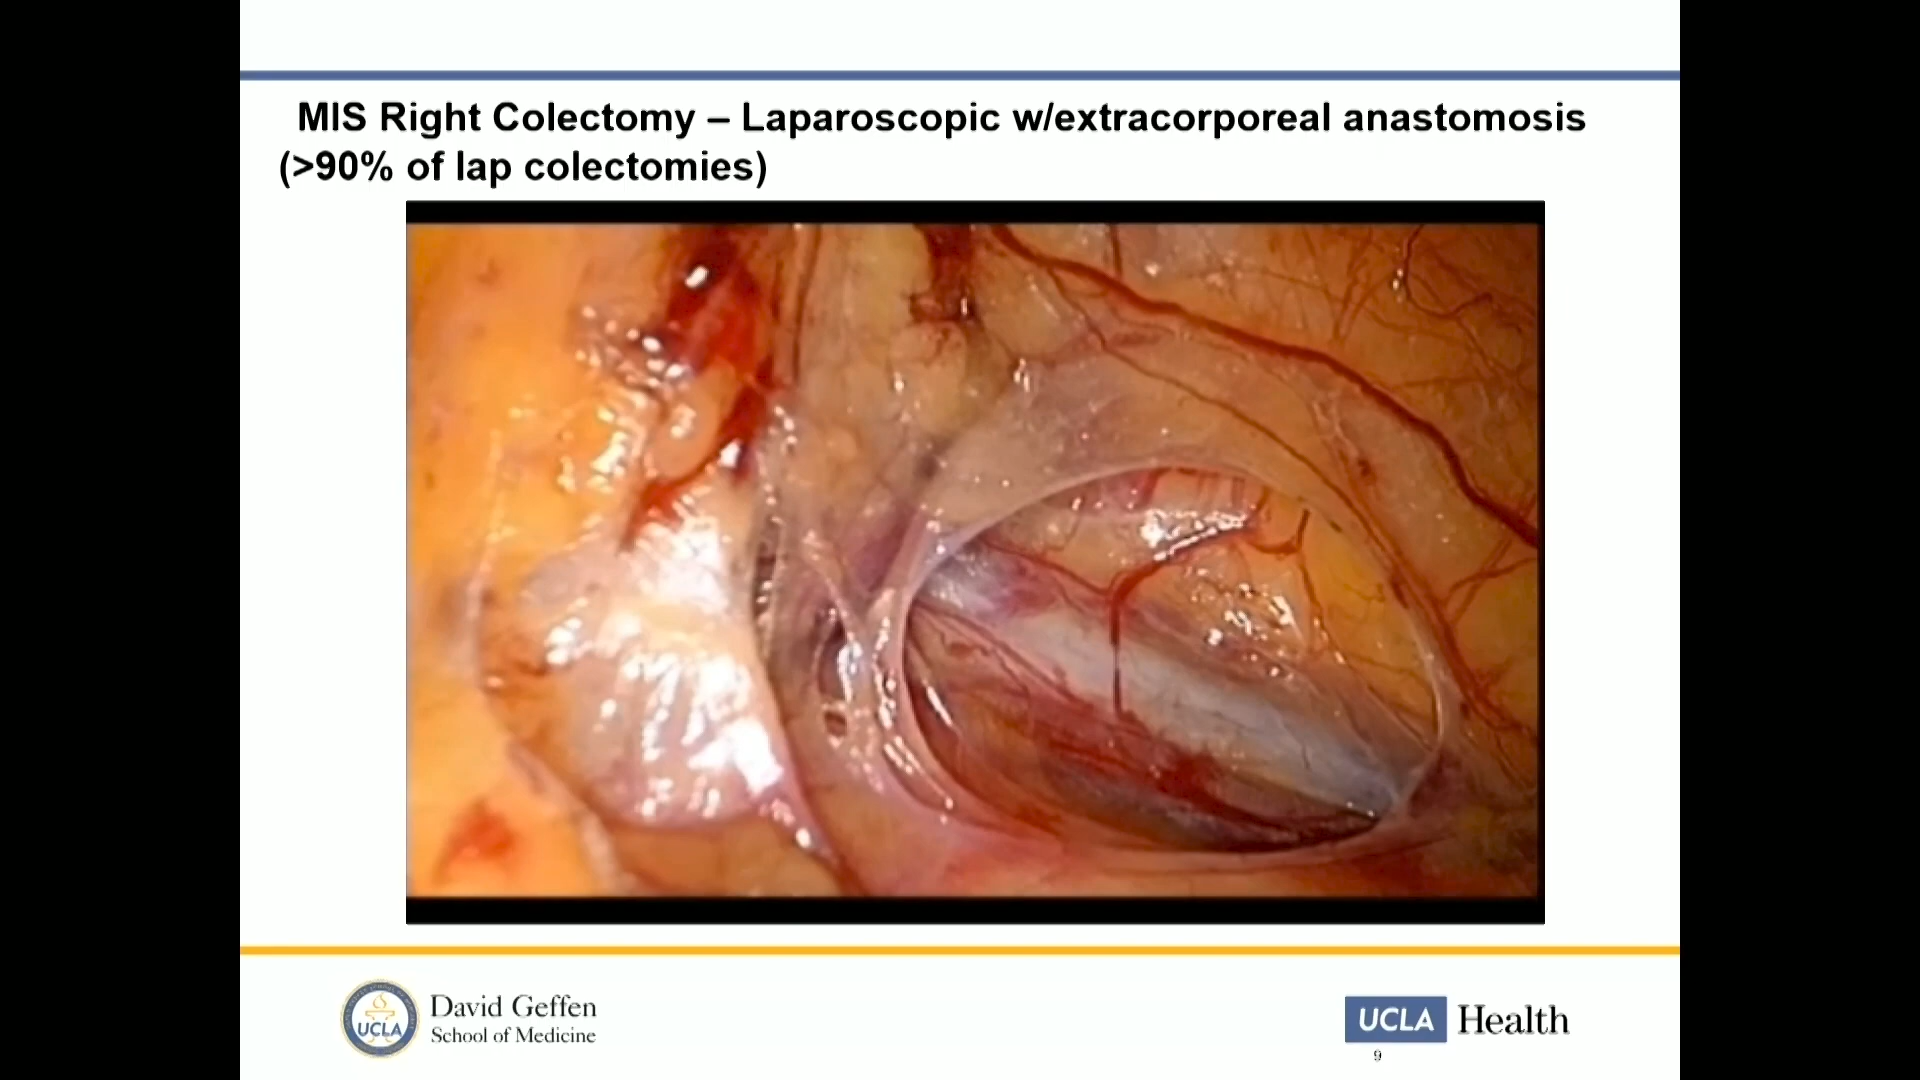 MIS Right Colectomy – Laparoscopic w/extracorporeal anastomosis
(>90% of lap colectomies)
UCLA
David Geffen
School of Medicine
UCLA Health
9